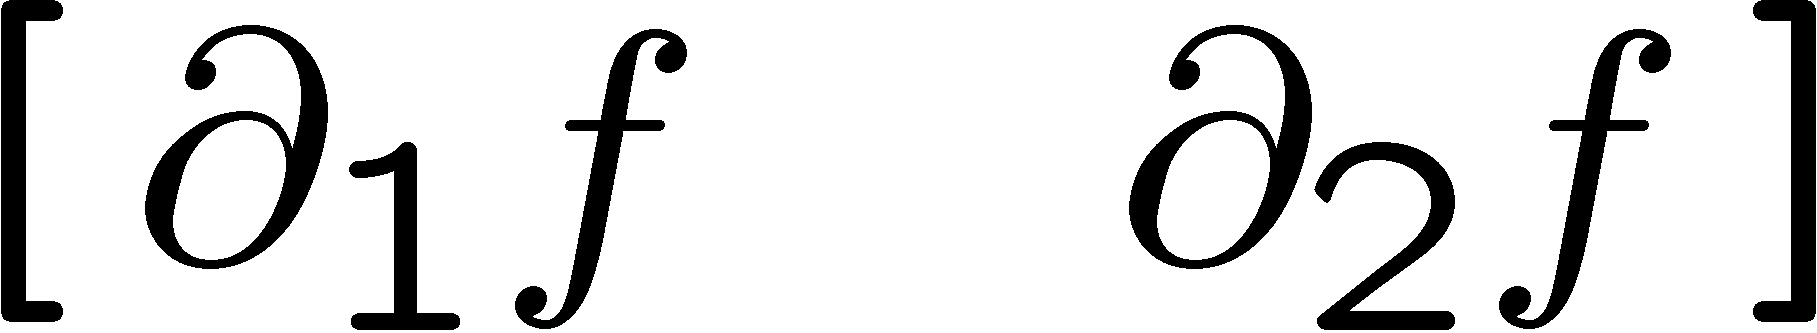 [ ∂₁f ∂₂f ]